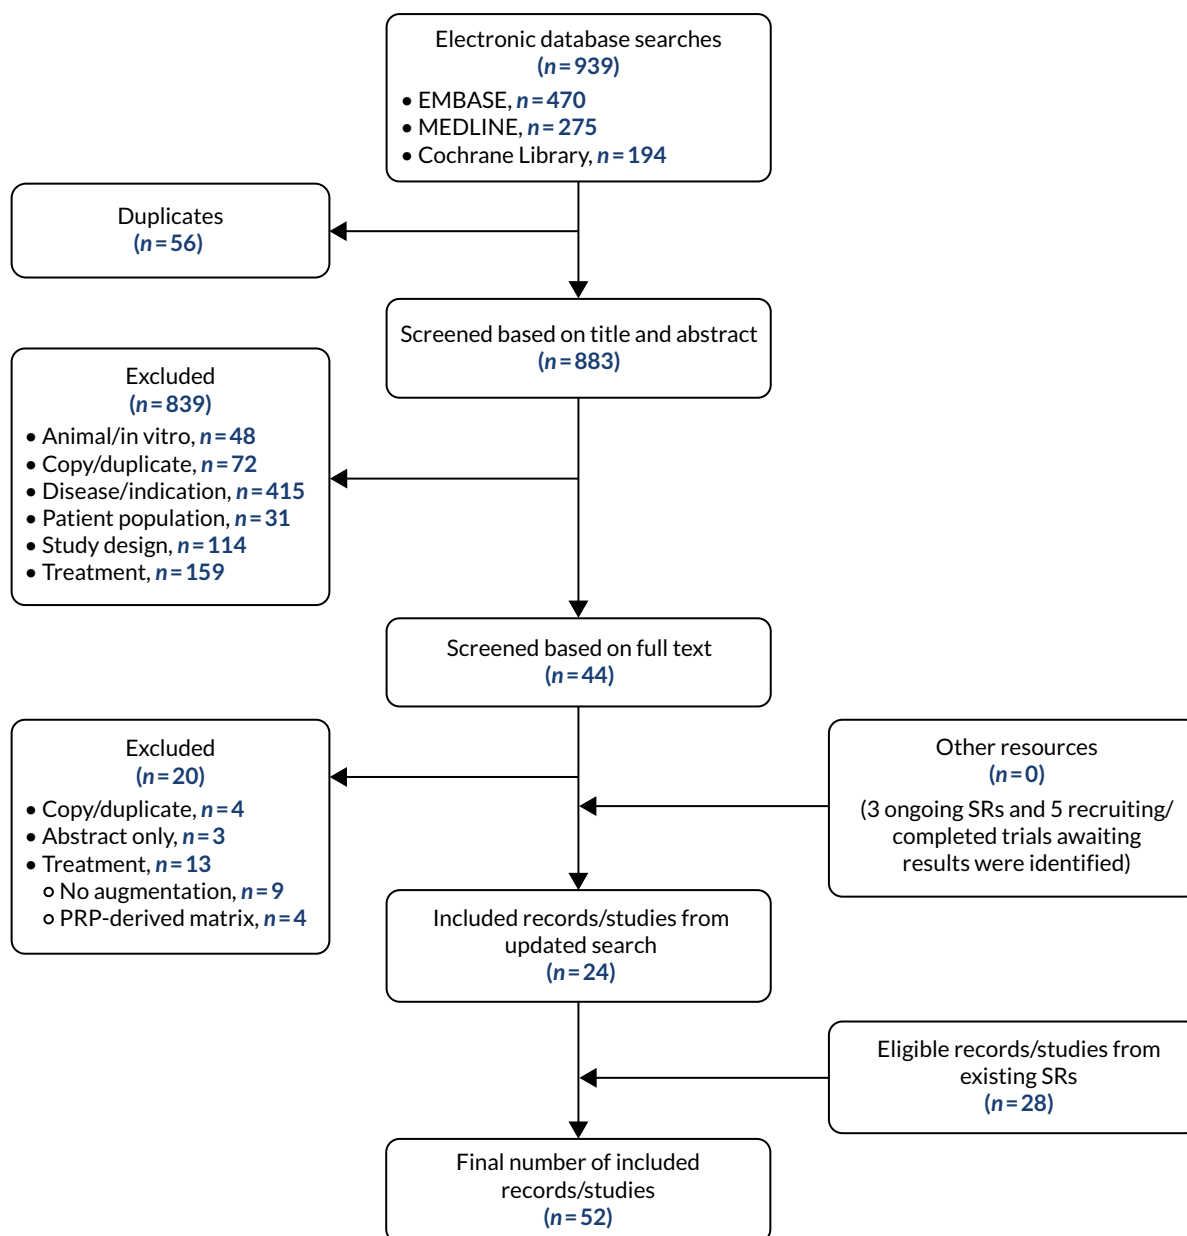 Electronic database searches
(n = 939)
• EMBASE, n = 470
• MEDLINE, n = 275
• Cochrane Library, n = 194
Duplicates
(n = 56)
Screened based on title and abstract
(n = 883)
Excluded
(n = 839)
• Animal/in vitro, n = 48
• Copy/duplicate, n = 72
• Disease/indication, n = 415
• Patient population, n = 31
• Study design, n = 114
• Treatment, n = 159
Screened based on full text
(n = 44)
Excluded
(n = 20)
• Copy/duplicate, n = 4
• Abstract only, n = 3
• Treatment, n = 13
o No augmentation, n = 9
o PRP-derived matrix, n = 4
Other resources
(n = 0)
(3 ongoing SRs and 5 recruiting/
completed trials awaiting
results were identified)
Included records/studies from
updated search
(n = 24)
Eligible records/studies from
existing SRs
(n = 28)
Final number of included
records/studies
(n = 52)